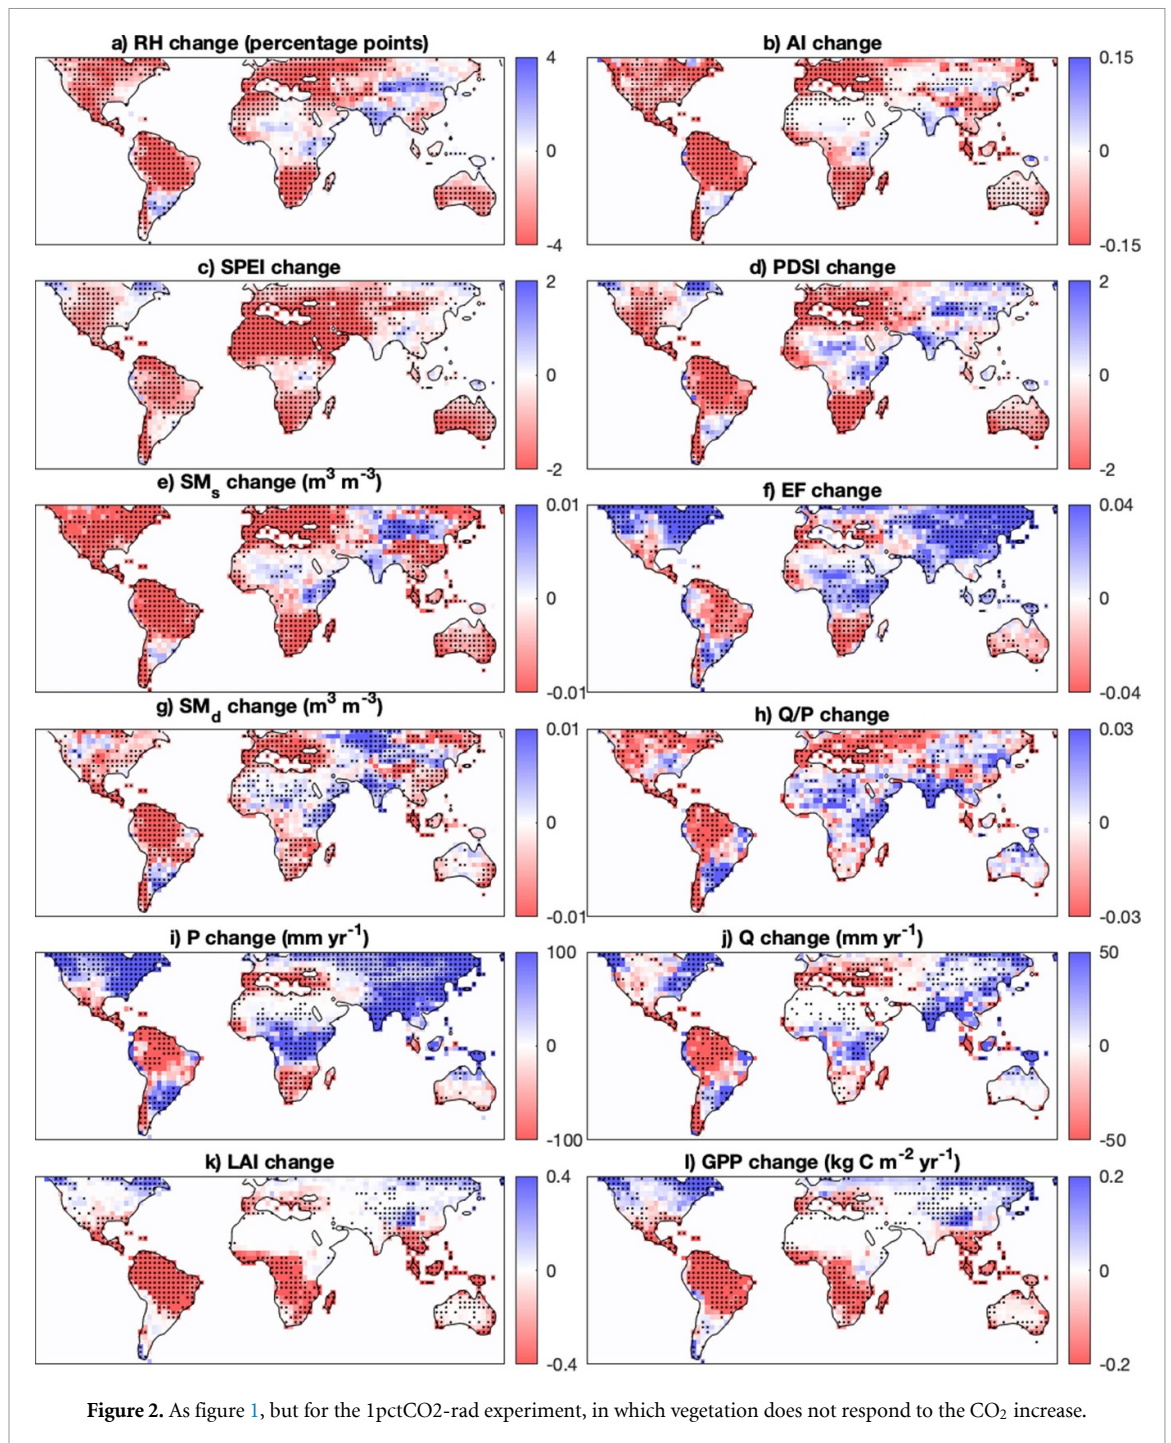 a) RH change (percentage points)
4
0
-4
b) AI change
0.15
0
-0.15
c) SPEI change
2
0
-2
d) PDSI change
2
0
-2
e) SMs change (m3 m-3)
0.01
0
-0.01
f) EF change
0.04
0
-0.04
g) SMd change (m3 m-3)
0.01
0
-0.01
h) Q/P change
0.03
0
-0.03
i) P change (mm yr-1)
100
0
-100
j) Q change (mm yr-1)
50
0
-50
k) LAI change
0.4
0
-0.4
l) GPP change (kg C m-2 yr-1)
0.2
0
-0.2
Figure 2. As figure 1, but for the 1pctCO2-rad experiment, in which vegetation does not respond to the CO2 increase.